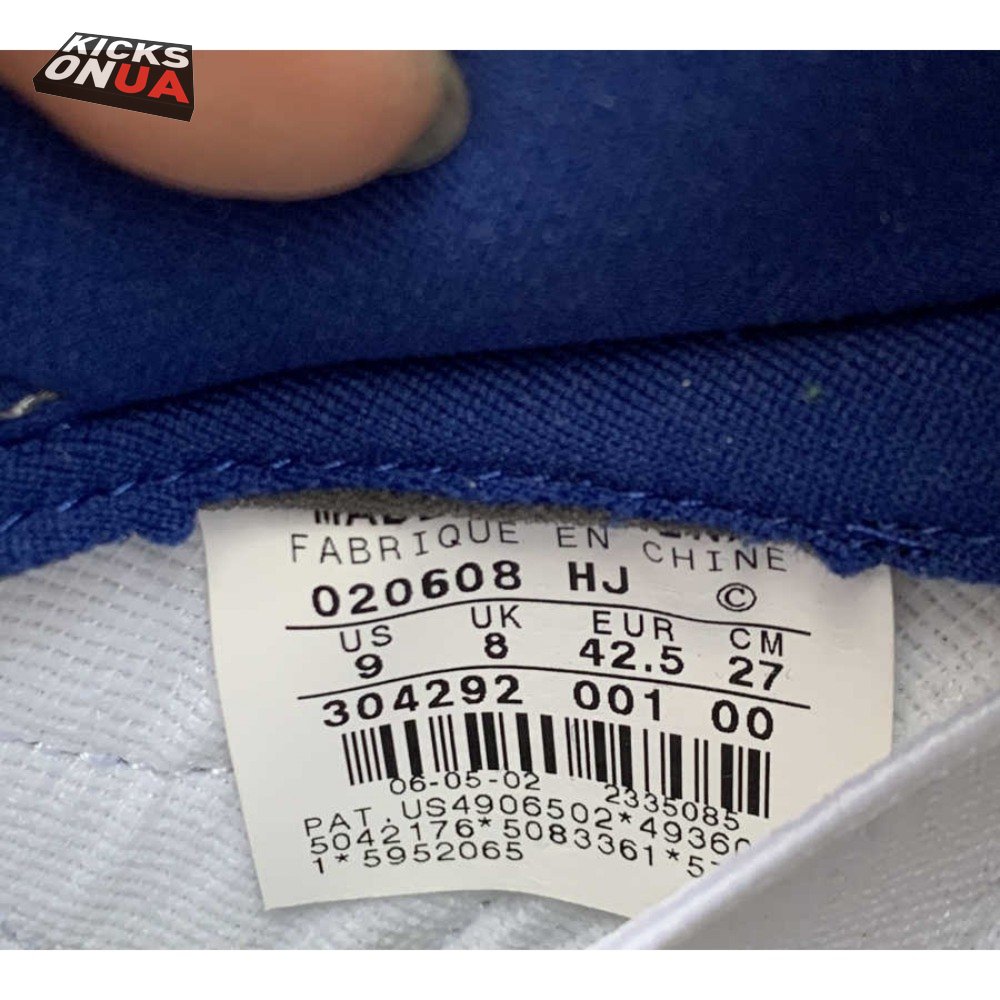 KICKS
ONUA
FABRIQUE EN CHINE
020608 HJ ©
US UK EUR CM
9 8 42.5 27
304292 001 00
06-05-02 2335085
PAT.US4906502*49360
5042176*5083361*5
1*5952065